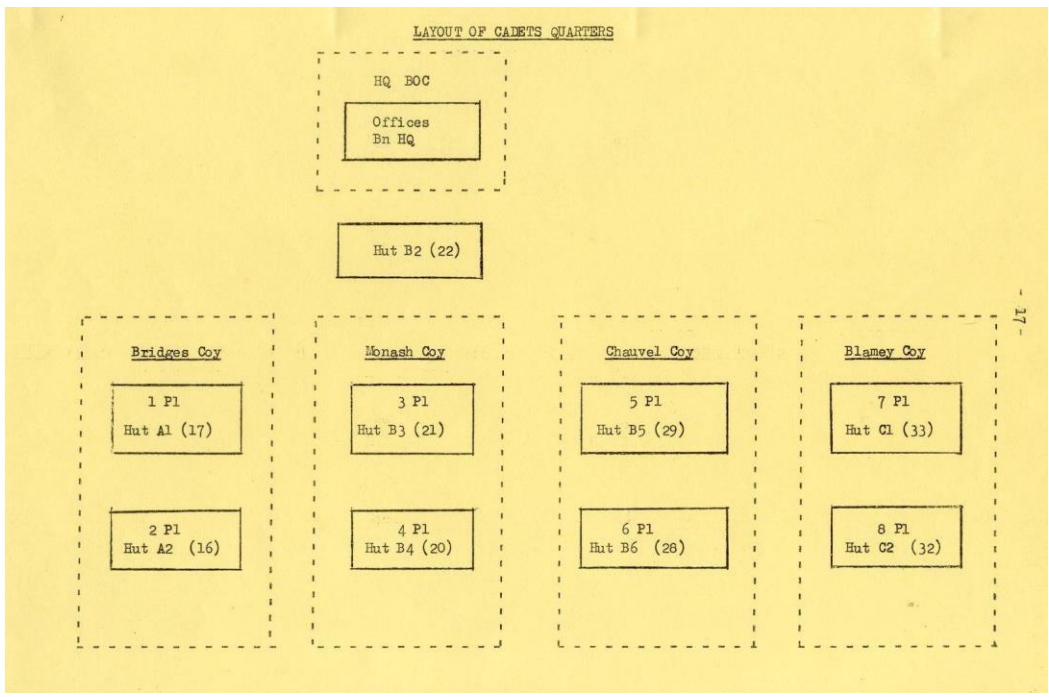 LAYOUT OF CADETS QUARTERS
HQ BOC
Offices
Bn HQ
Hut B2 (22)
- 17 -
Bridges Coy
1 Pl
Hut A1 (17)
2 Pl
Hut A2 (16)
Monash Coy
3 Pl
Hut B3 (21)
4 Pl
Hut B4 (20)
Chauvel Coy
5 Pl
Hut B5 (29)
6 Pl
Hut B6 (28)
Blamey Coy
7 Pl
Hut C1 (33)
8 Pl
Hut C2 (32)